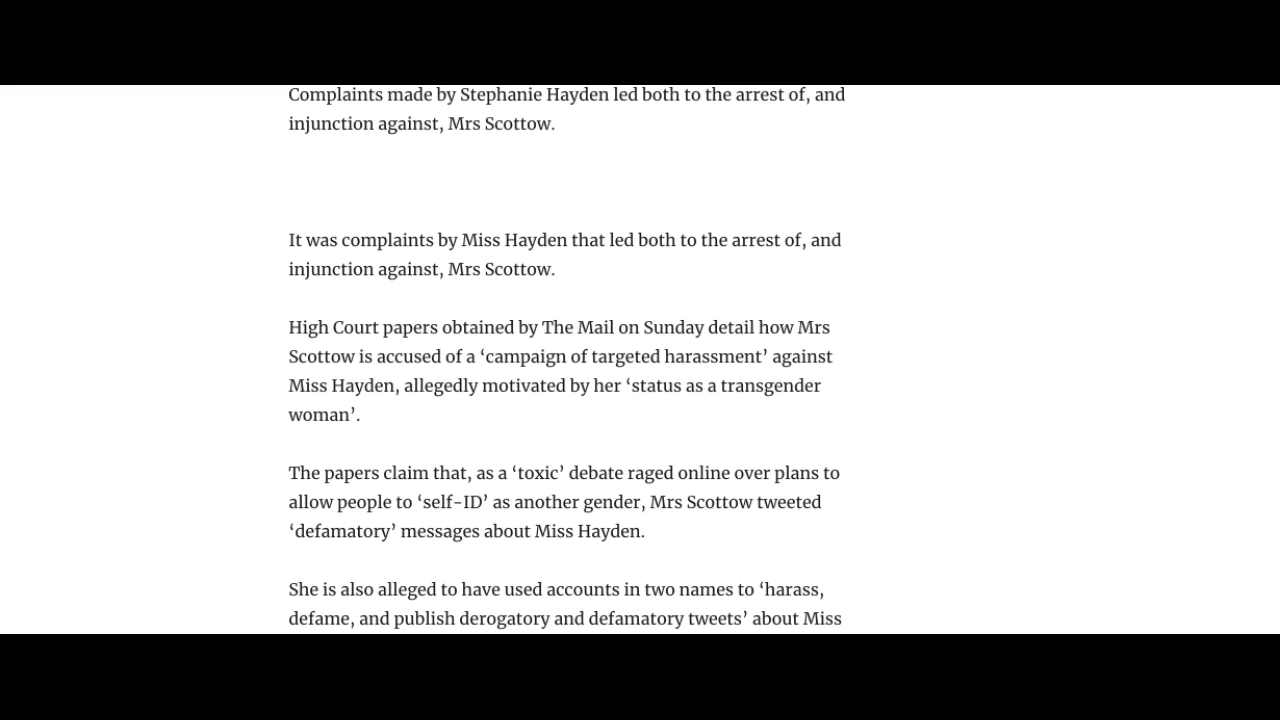 Complaints made by Stephanie Hayden led both to the arrest of, and
injunction against, Mrs Scottow.
It was complaints by Miss Hayden that led both to the arrest of, and
injunction against, Mrs Scottow.
High Court papers obtained by The Mail on Sunday detail how Mrs
Scottow is accused of a ‘campaign of targeted harassment’ against
Miss Hayden, allegedly motivated by her ‘status as a transgender
woman’.
The papers claim that, as a ‘toxic’ debate raged online over plans to
allow people to ‘self-ID’ as another gender, Mrs Scottow tweeted
‘defamatory’ messages about Miss Hayden.
She is also alleged to have used accounts in two names to ‘harass,
defame, and publish derogatory and defamatory tweets’ about Miss